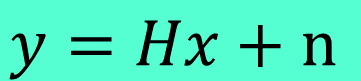 y = Hx + n